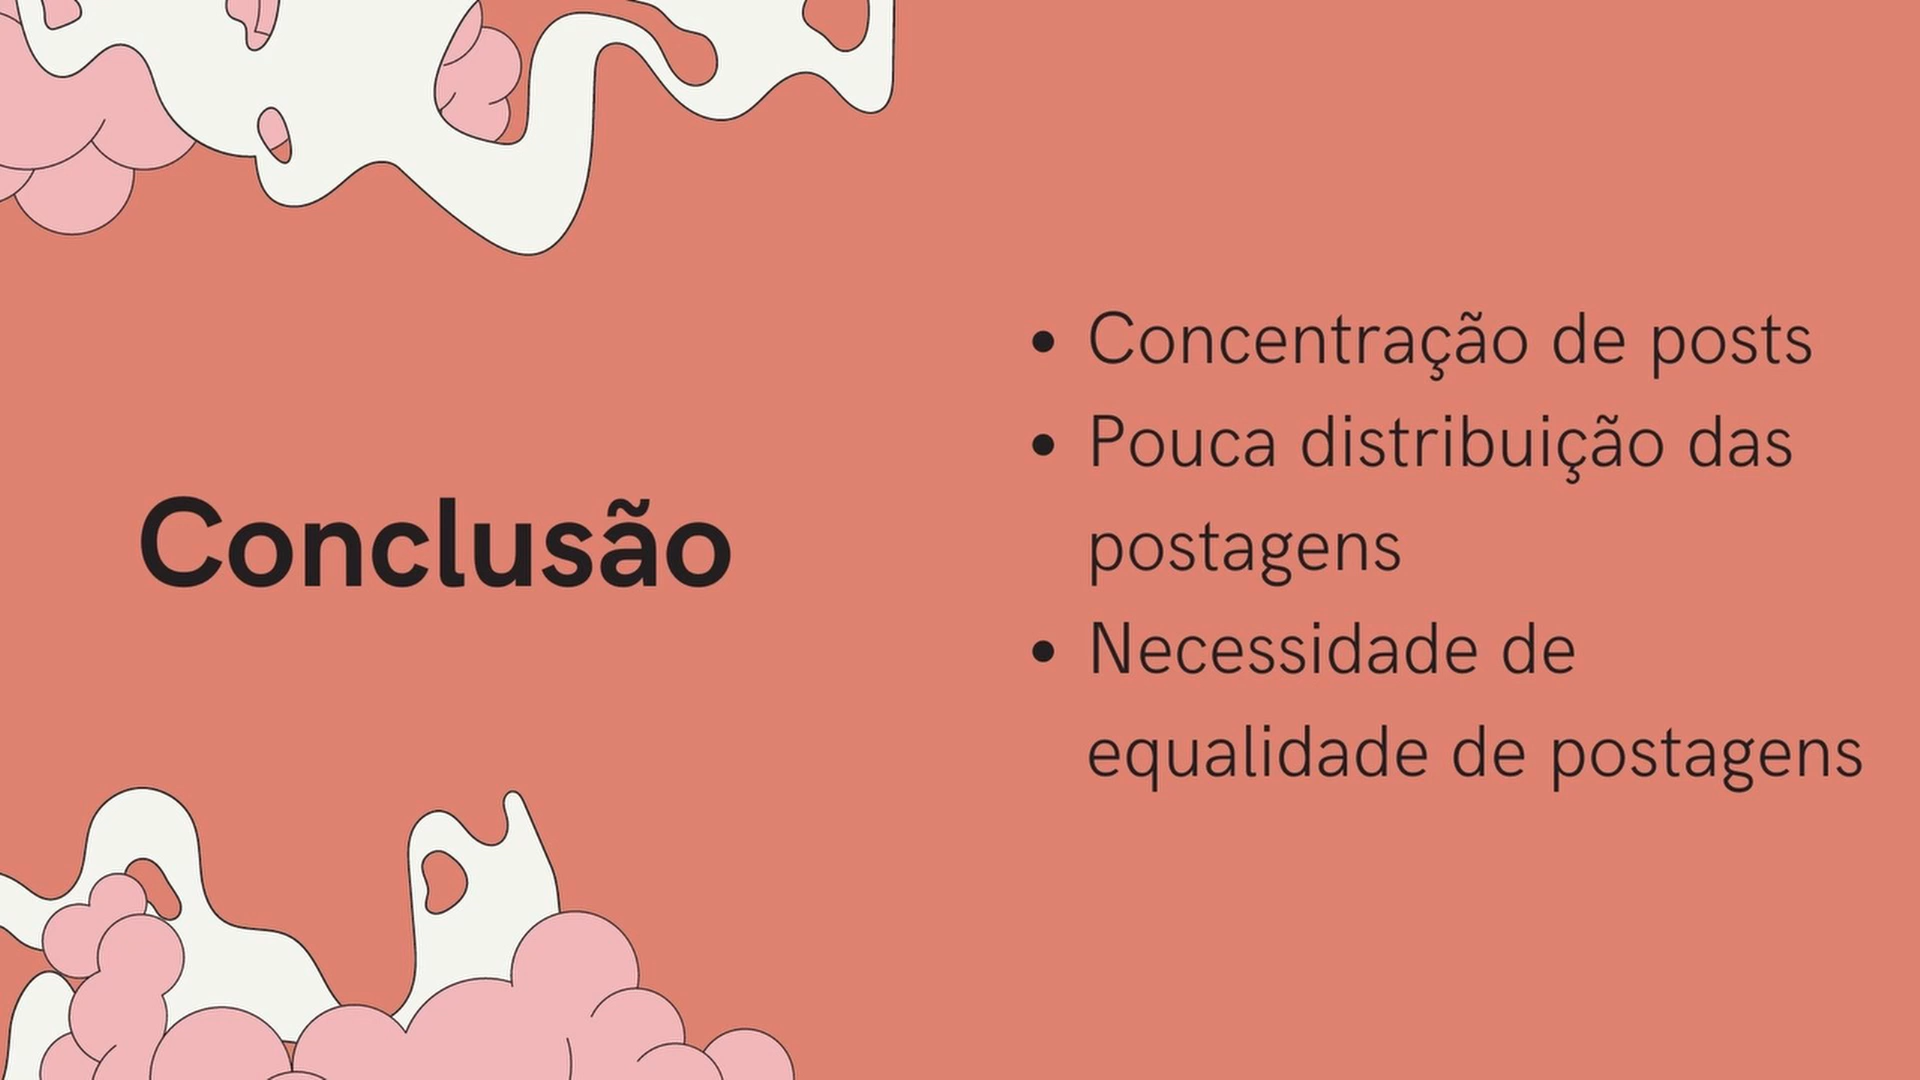 Conclusão
• Concentração de posts
• Pouca distribuição das
postagens
• Necessidade de
equalidade de postagens